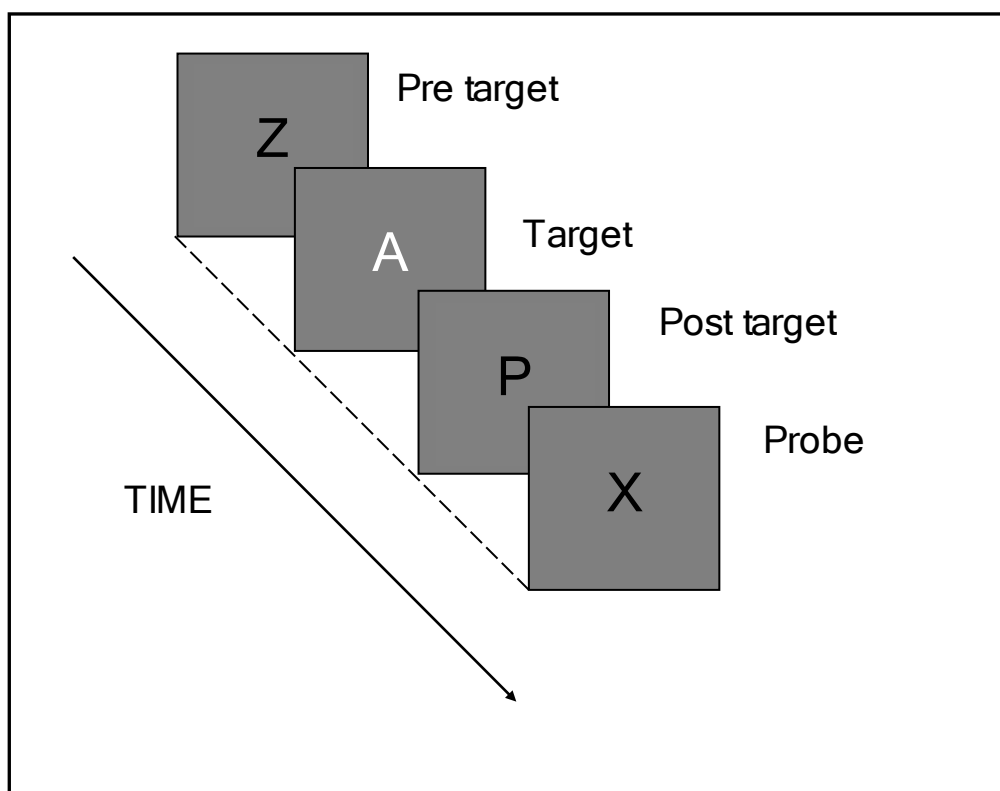 Z
Pre target
A
Target
P
Post target
X
Probe
TIME